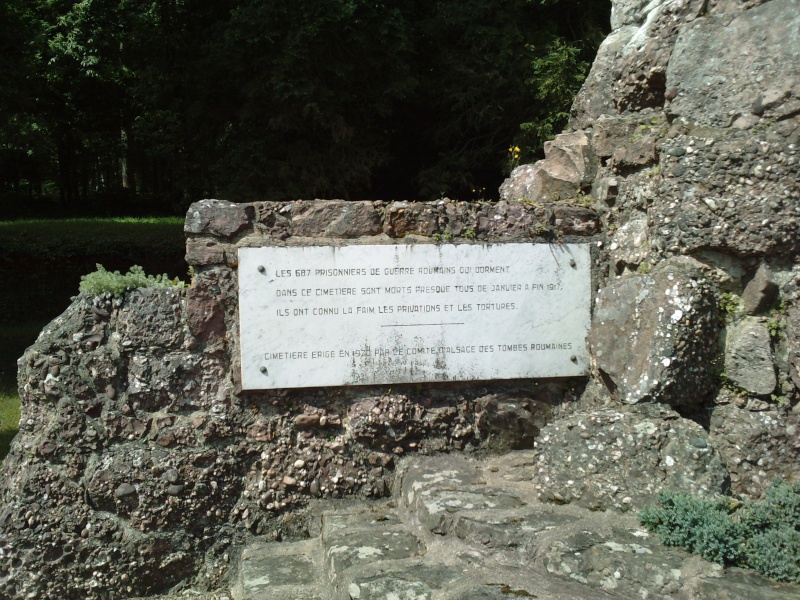 LES 687 PRISONNIERS DE GUERRE ROUMAINS QUI DORMENT
DANS CE CIMETIERE SONT MORTS PRESQUE TOUS DE JANVIER A FIN 1917,
ILS ONT CONNU LA FAIM LES PRIVATIONS ET LES TORTURES.
CIMETIERE ERIGE EN 1920 PAR LE COMITE D'ALSACE DES TOMBES ROUMAINES